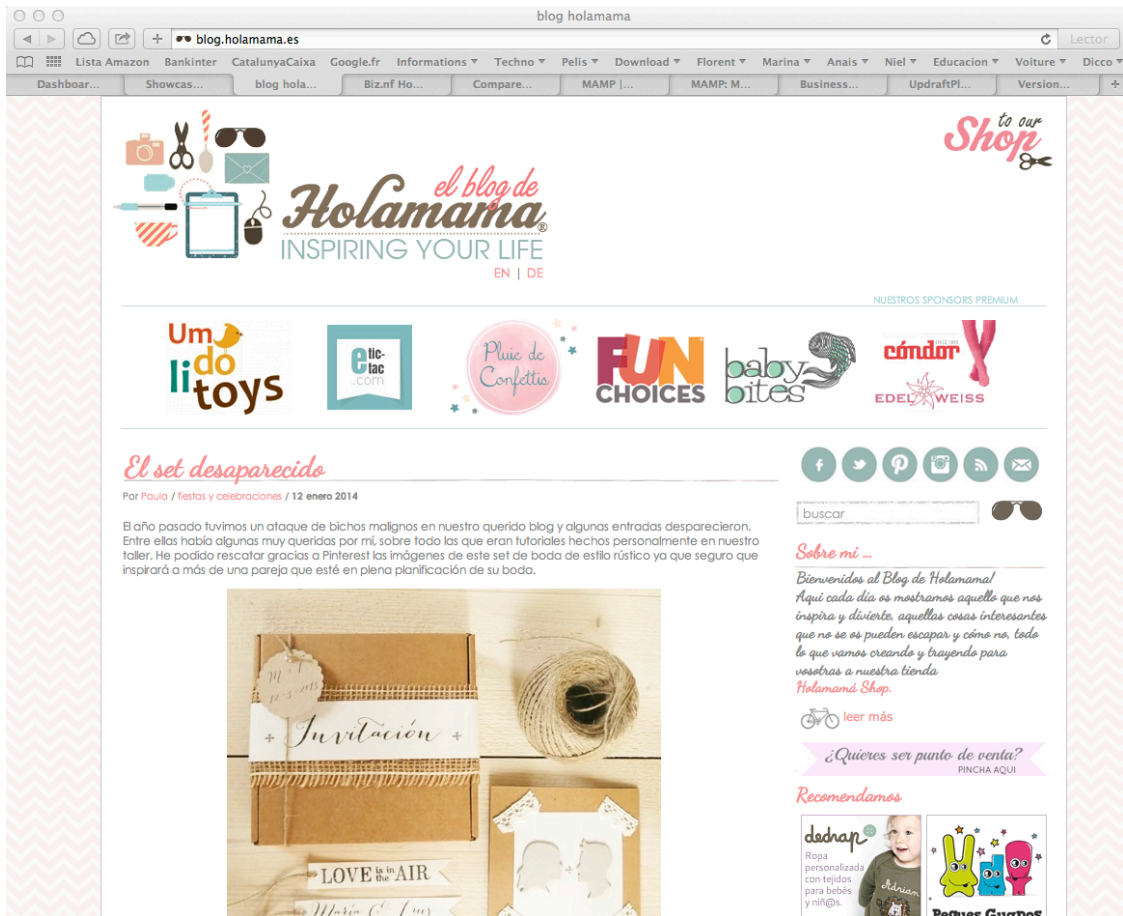 blog holamama
blog.holamama.es
Lector
Lista Amazon Bankinter CatalunyaCaixa Google.fr Informations Techno Pelis Download Florent Marina Anais Niel Educacion Voiture Dicco
Dashboar... Showcas... blog hola... Biz.nf Ho... Compare... MAMP |... MAMP: M... Business... UpdraftPl... Version...
to our
Shop
el blog de
Holamama®
INSPIRING YOUR LIFE
EN | DE
NUESTROS SPONSORS PREMIUM
Um
do
li
toys
etic-
tac
.com
Pluie de
Confettis
FUN
CHOICES
baby
bites
cóndor
EDELWEISS
El set desaparecido
Por Paula / fiestas y celebraciones / 12 enero 2014
El año pasado tuvimos un ataque de bichos malignos en nuestro querido blog y algunas entradas desparecieron.
Entre ellas había algunas muy queridas por mí, sobre todo las que eran tutoriales hechos personalmente en nuestro
taller. He podido rescatar gracias a Pinterest las imágenes de este set de boda de estilo rústico ya que seguro que
inspirará a más de una pareja que esté en plena planificación de su boda.
Invitación
LOVE is in the AIR
María & Luis
buscar
Sobre mi ...
Bienvenidos al Blog de Holamama!
Aqui cada día os mostramos aquello que nos
inspira y divierte, aquellas cosas interesantes
que no se os pueden escapar y cómo no, todo
lo que vamos creando y trayendo para
vosotras a nuestra tienda
Holamamá Shop.
leer más
¿Quieres ser punto de venta?
PINCHA AQUI
Recomendamos
dedrap
Ropa
personalizada
con tejidos
para bebés
y niñ@s.
Adrian
Peques Guapos